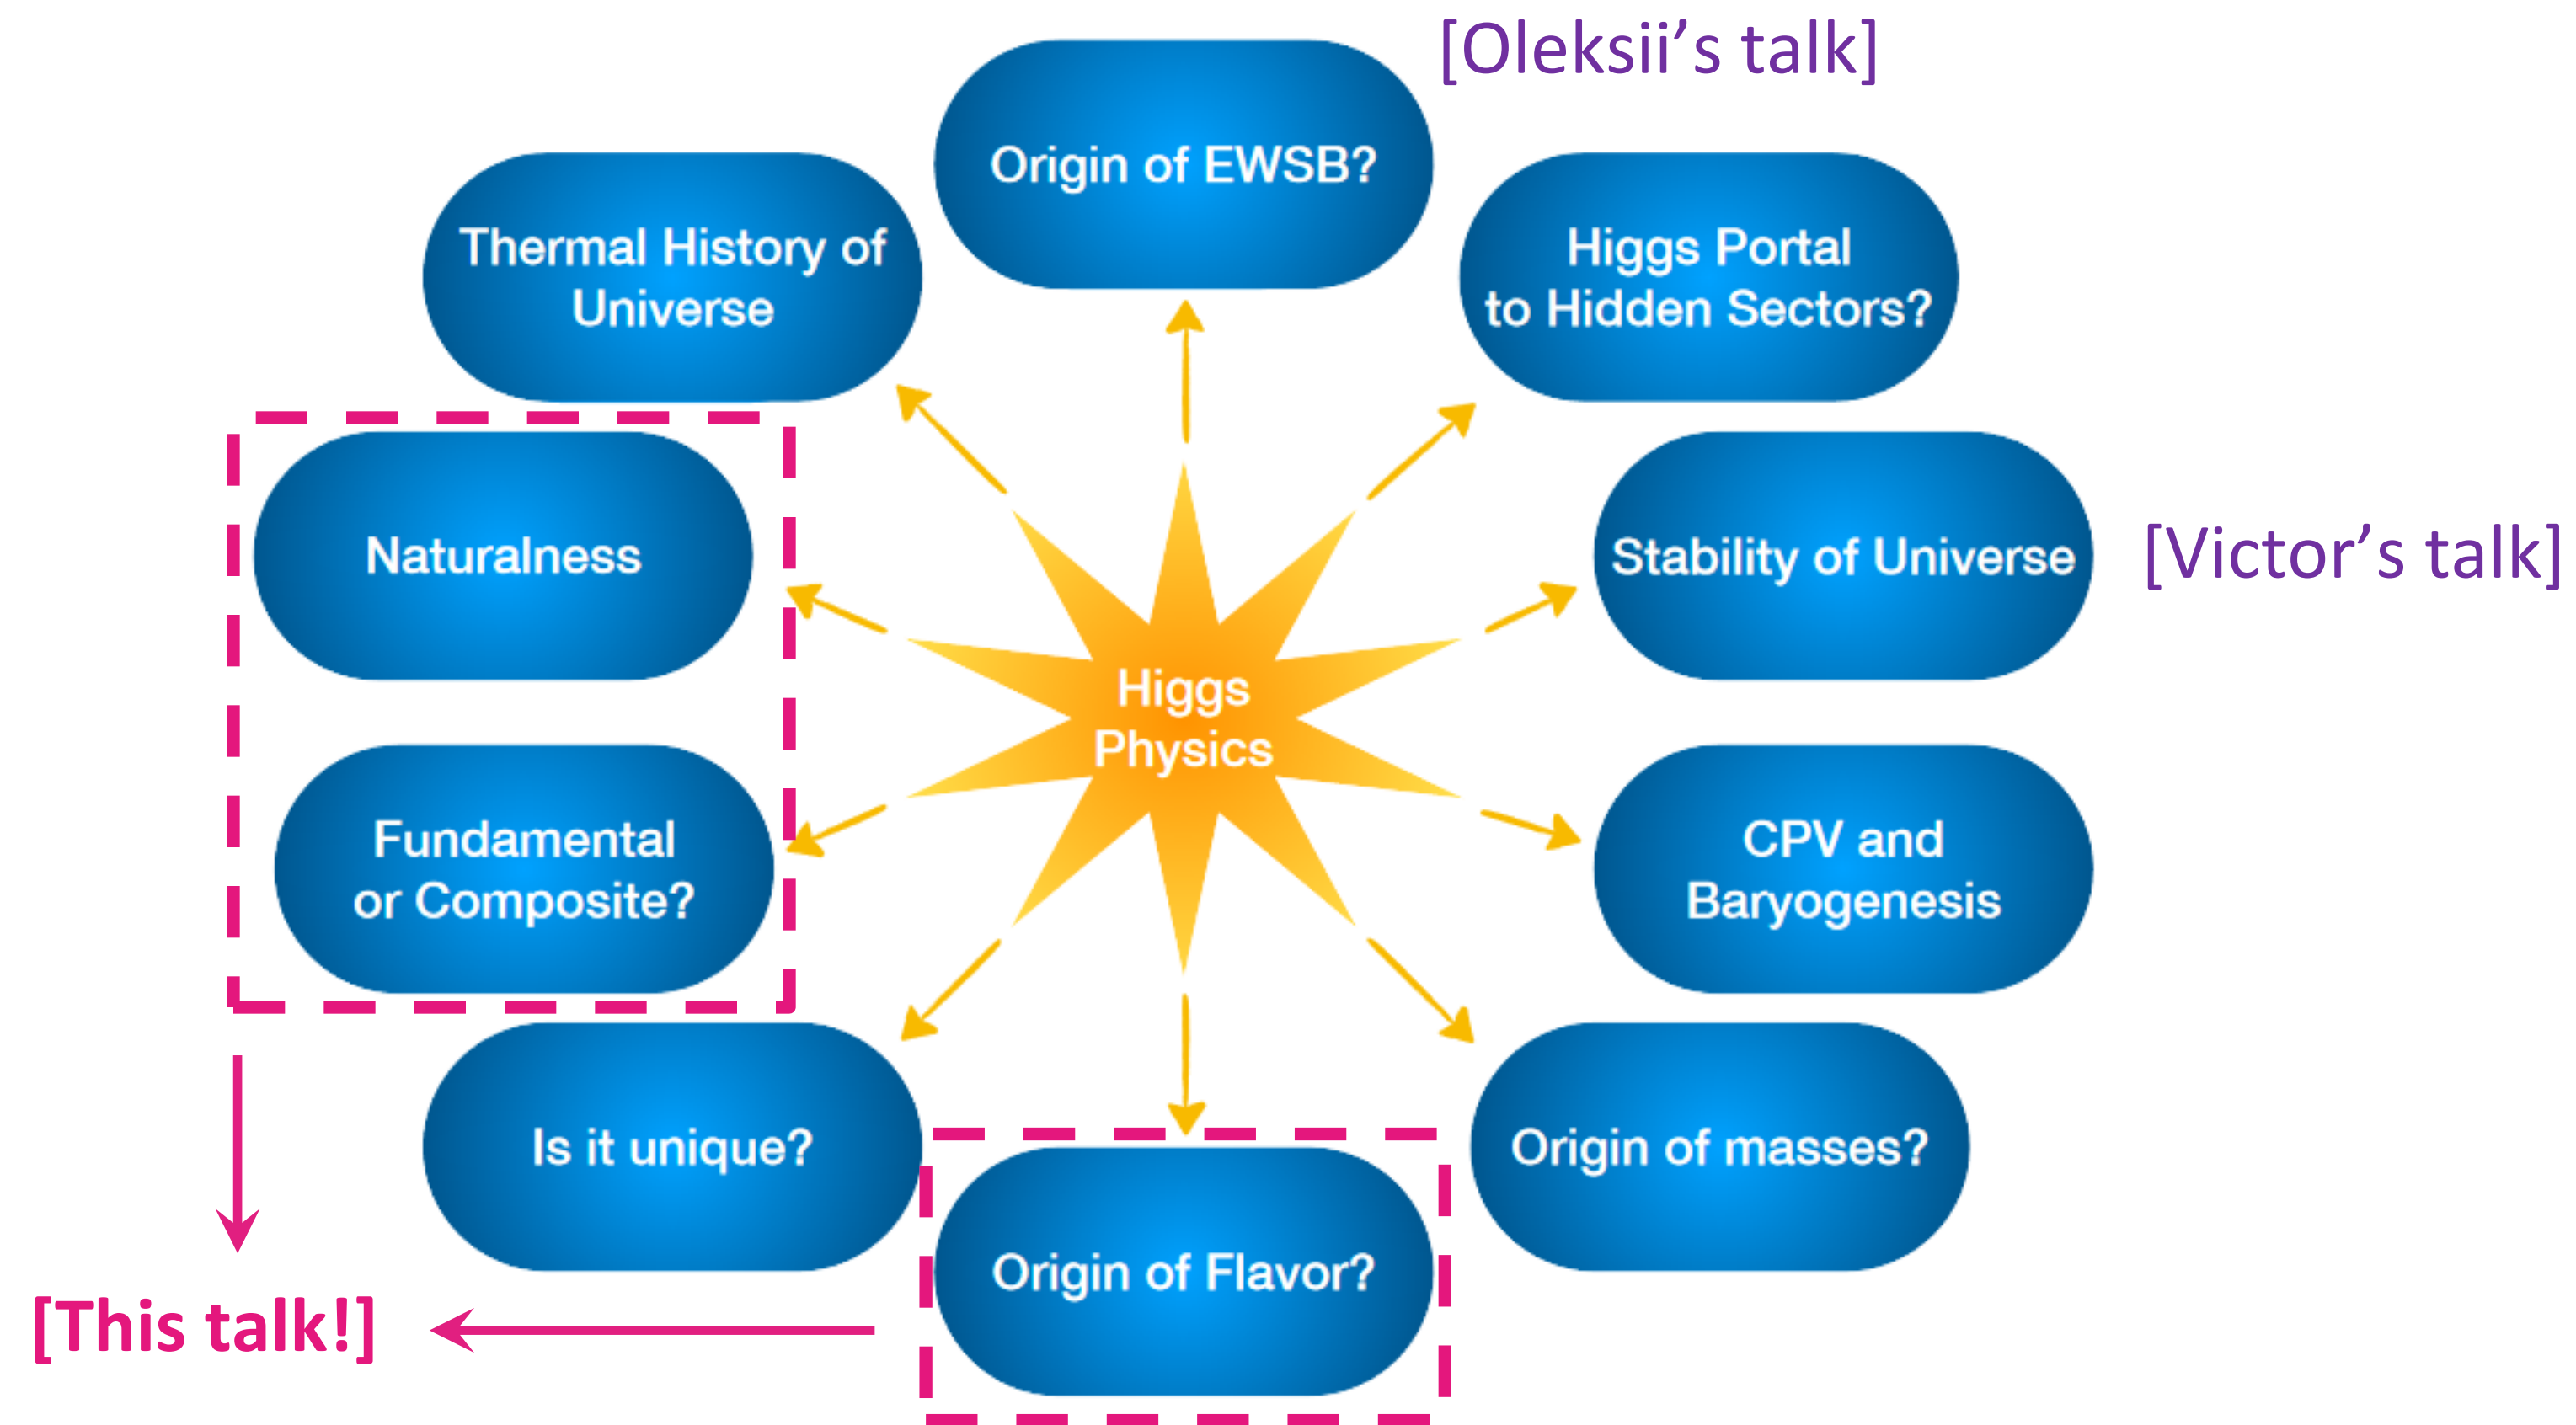 [Oleksii’s talk]
Origin of EWSB?
Thermal History of
Universe
Higgs Portal
to Hidden Sectors?
Naturalness
Stability of Universe
[Victor’s talk]
Higgs
Physics
Fundamental
or Composite?
CPV and
Baryogenesis
Is it unique?
Origin of masses?
Origin of Flavor?
[This talk!]